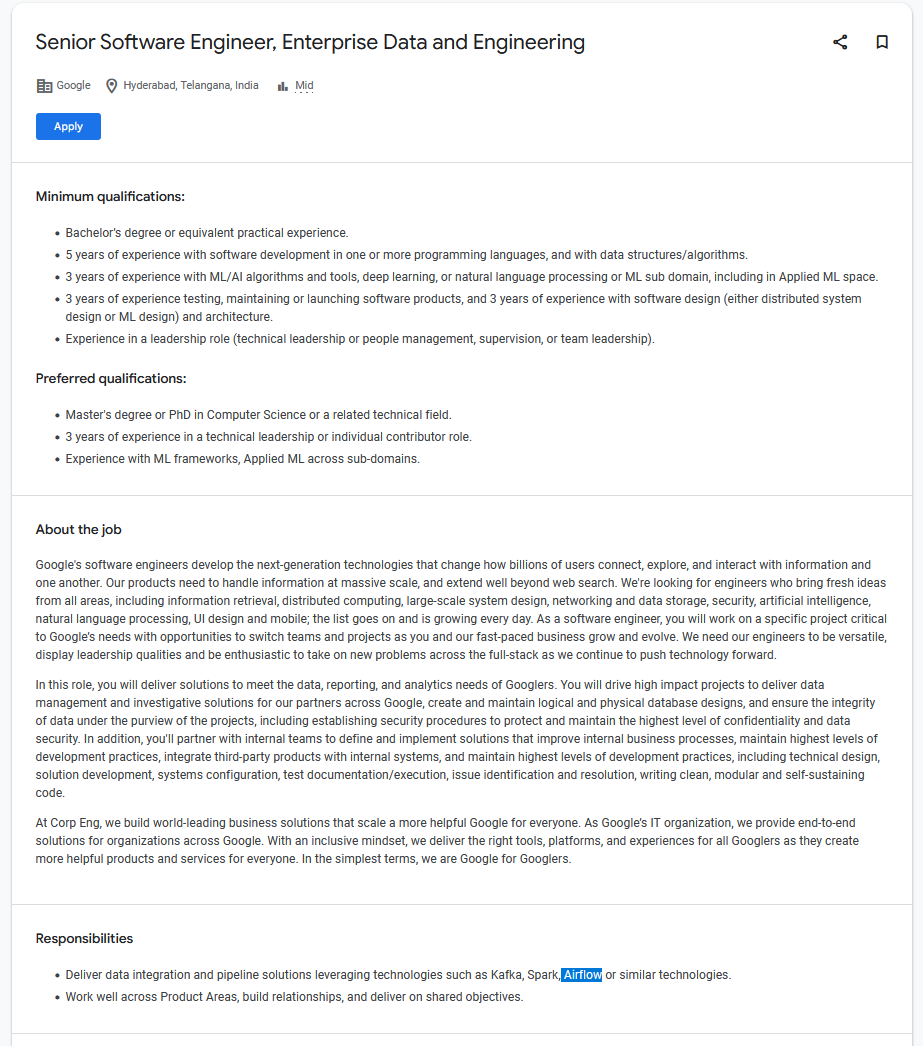 Senior Software Engineer, Enterprise Data and Engineering
Google Hyderabad, Telangana, India Mid
Apply
Minimum qualifications:
• Bachelor's degree or equivalent practical experience.
• 5 years of experience with software development in one or more programming languages, and with data structures/algorithms.
• 3 years of experience with ML/AI algorithms and tools, deep learning, or natural language processing or ML sub domain, including in Applied ML space.
• 3 years of experience testing, maintaining or launching software products, and 3 years of experience with software design (either distributed system
design or ML design) and architecture.
• Experience in a leadership role (technical leadership or people management, supervision, or team leadership).
Preferred qualifications:
• Master's degree or PhD in Computer Science or a related technical field.
• 3 years of experience in a technical leadership or individual contributor role.
• Experience with ML frameworks, Applied ML across sub-domains.
About the job
Google's software engineers develop the next-generation technologies that change how billions of users connect, explore, and interact with information and
one another. Our products need to handle information at massive scale, and extend well beyond web search. We're looking for engineers who bring fresh ideas
from all areas, including information retrieval, distributed computing, large-scale system design, networking and data storage, security, artificial intelligence,
natural language processing, UI design and mobile; the list goes on and is growing every day. As a software engineer, you will work on a specific project critical
to Google's needs with opportunities to switch teams and projects as you and our fast-paced business grow and evolve. We need our engineers to be versatile,
display leadership qualities and be enthusiastic to take on new problems across the full-stack as we continue to push technology forward.
In this role, you will deliver solutions to meet the data, reporting, and analytics needs of Googlers. You will drive high impact projects to deliver data
management and investigative solutions for our partners across Google, create and maintain logical and physical database designs, and ensure the integrity
of data under the purview of the projects, including establishing security procedures to protect and maintain the highest level of confidentiality and data
security. In addition, you'll partner with internal teams to define and implement solutions that improve internal business processes, maintain highest levels of
development practices, integrate third-party products with internal systems, and maintain highest levels of development practices, including technical design,
solution development, systems configuration, test documentation/execution, issue identification and resolution, writing clean, modular and self-sustaining
code.
At Corp Eng, we build world-leading business solutions that scale a more helpful Google for everyone. As Google's IT organization, we provide end-to-end
solutions for organizations across Google. With an inclusive mindset, we deliver the right tools, platforms, and experiences for all Googlers as they create
more helpful products and services for everyone. In the simplest terms, we are Google for Googlers.
Responsibilities
• Deliver data integration and pipeline solutions leveraging technologies such as Kafka, Spark, Airflow or similar technologies.
• Work well across Product Areas, build relationships, and deliver on shared objectives.